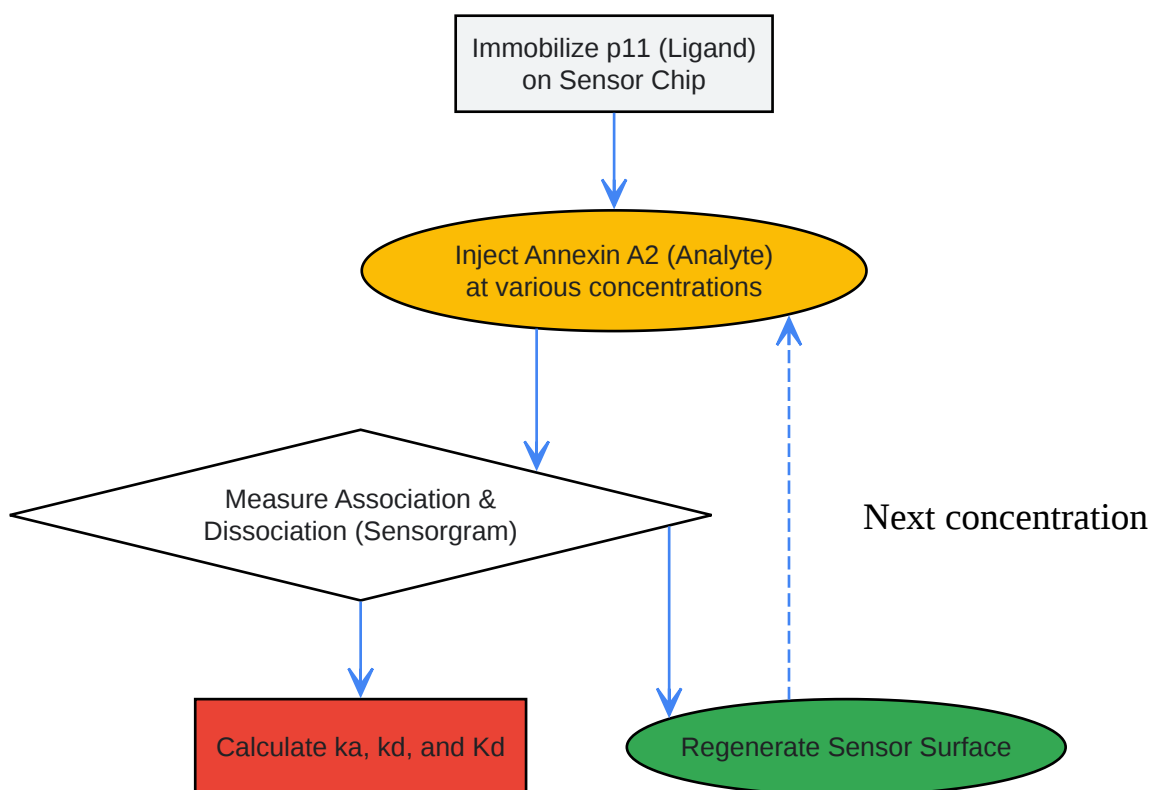 Immobilize p11 (Ligand)
on Sensor Chip
Inject Annexin A2 (Analyte)
at various concentrations
Measure Association &
Dissociation (Sensorgram)
Next concentration
Calculate ka, kd, and Kd
Regenerate Sensor Surface